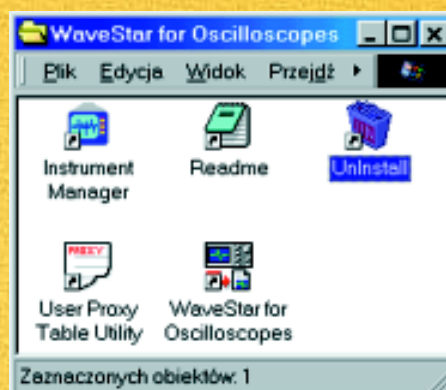 WaveStar for Oscilloscopes
Plik Edycja Widok Przejdź
Instrument
Manager
Readme
UnInstall
PROXY
User Proxy
Table Utility
WaveStar for
Oscilloscopes
Zaznaczonych obiektów: 1